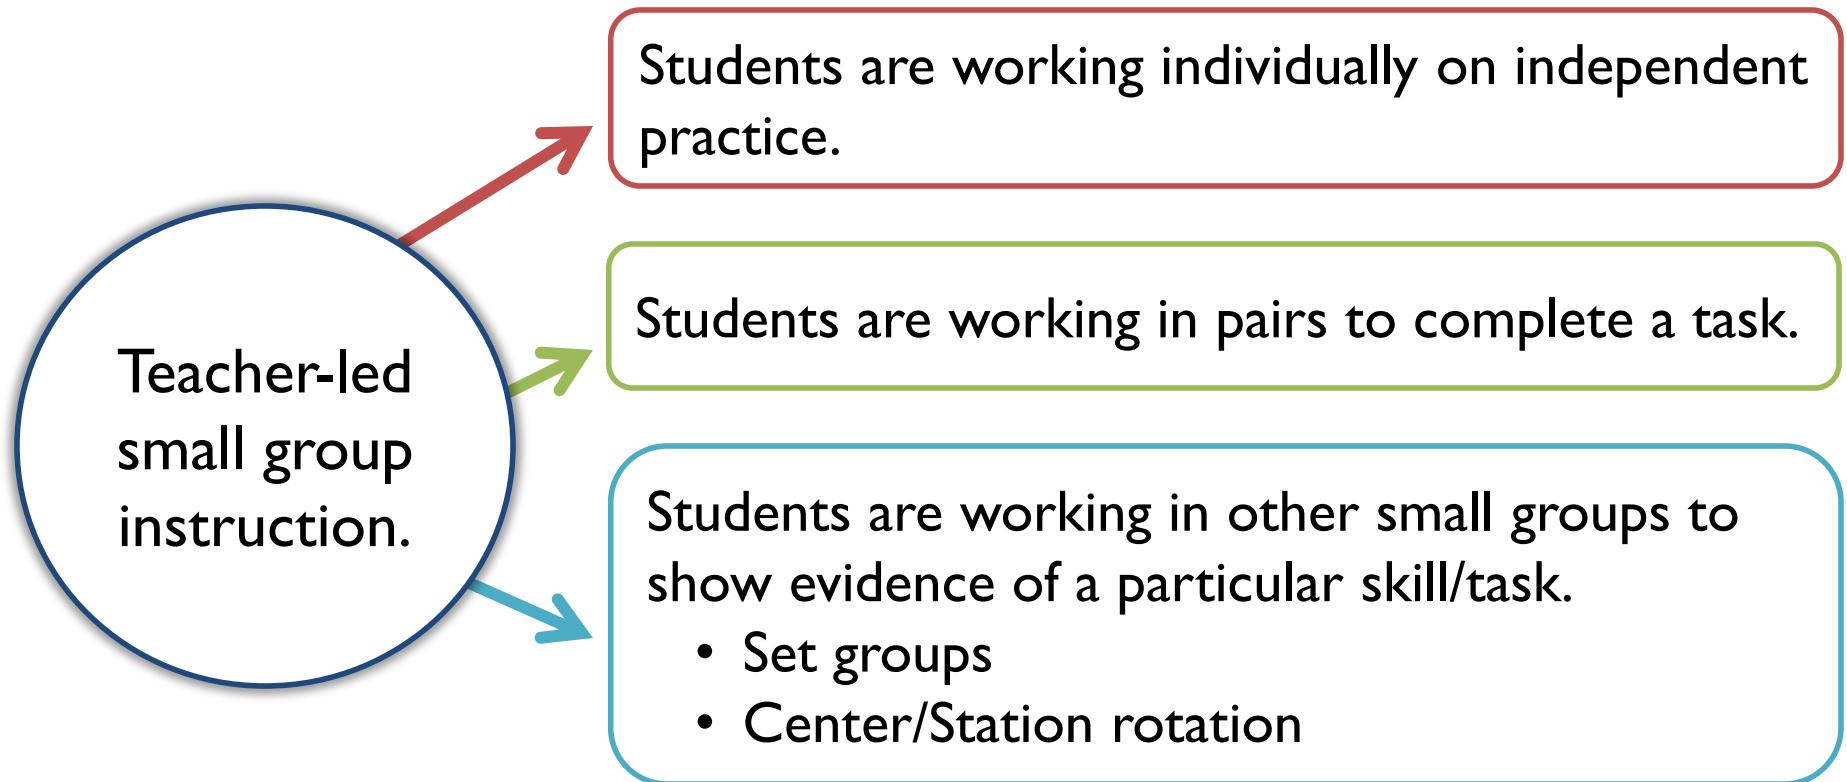 Students are working individually on independent
practice.
Students are working in pairs to complete a task.
Teacher-led
small group
instruction.
Students are working in other small groups to
show evidence of a particular skill/task.
• Set groups
• Center/Station rotation